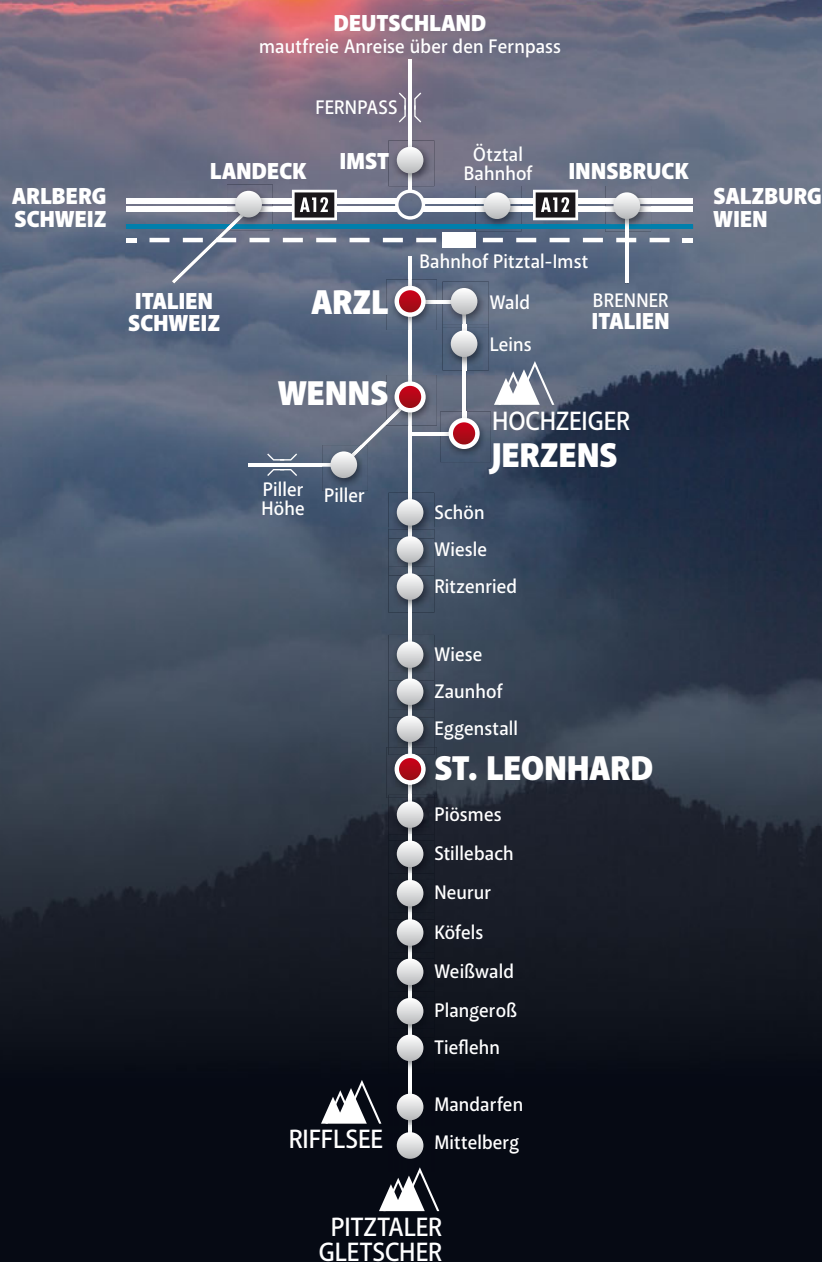 DEUTSCHLAND
mautfreie Anreise über den Fernpass
FERNPASS
IMST
LANDECK
Ötztal
Bahnhof
INNSBRUCK
ARLBERG
SCHWEIZ
A12
A12
SALZBURG
WIEN
Bahnhof Pitztal-Imst
ITALIEN
SCHWEIZ
BRENNER
ITALIEN
ARZL
Wald
Leins
WENNS
HOCHZEIGER
JERZENS
Piller
Höhe
Piller
Schön
Wiesle
Ritzenried
Wiese
Zaunhof
Eggenstall
ST. LEONHARD
Piösmes
Stillebach
Neurur
Köfels
Weißwald
Plangeroß
Tieflehn
Mandarfen
RIFFLSEE
Mittelberg
PITZTALER
GLETSCHER